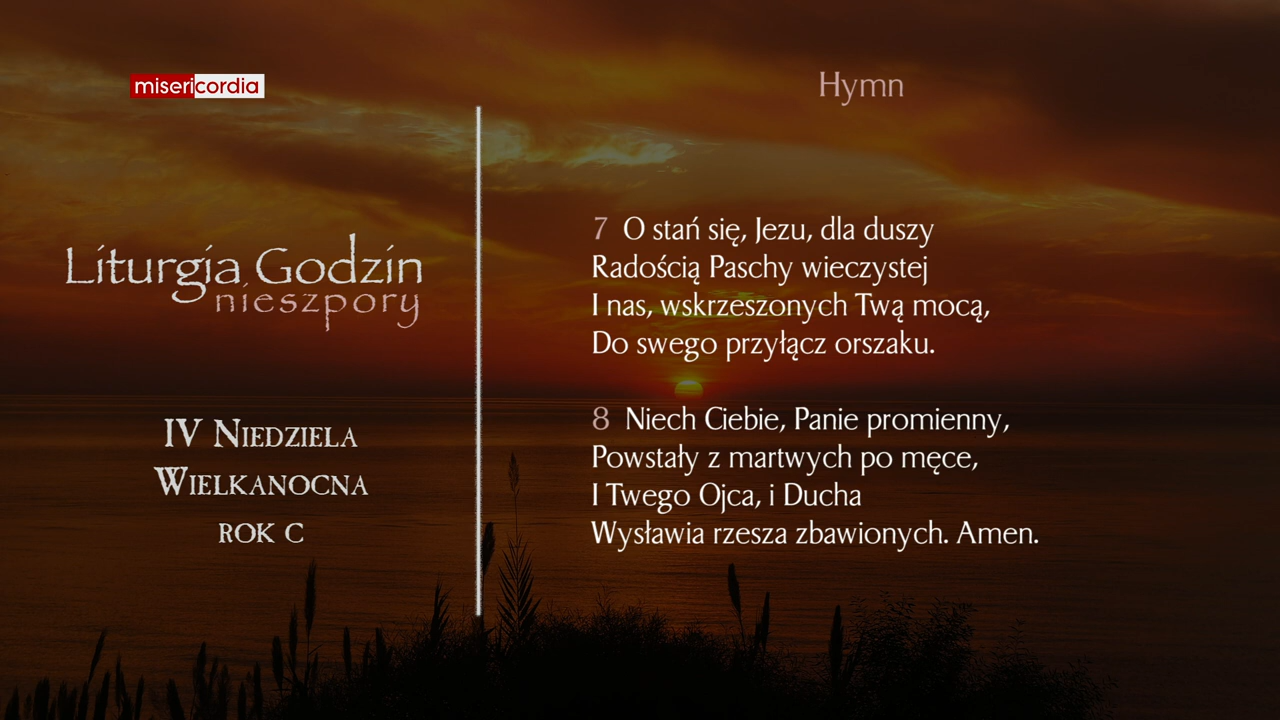 misericordia
Liturgia Godzin
nieszpory
IV Niedziela
Wielkanocna
rok C
Hymn
7 O stań się, Jezu, dla duszy
Radością Paschy wieczystej
I nas, wskrzeszonych Twą mocą,
Do swego przyłącz orszaku.
8 Niech Ciebie, Panie promienny,
Powstały z martwych po męce,
I Twego Ojca, i Ducha
Wysławia rzesza zbawionych. Amen.